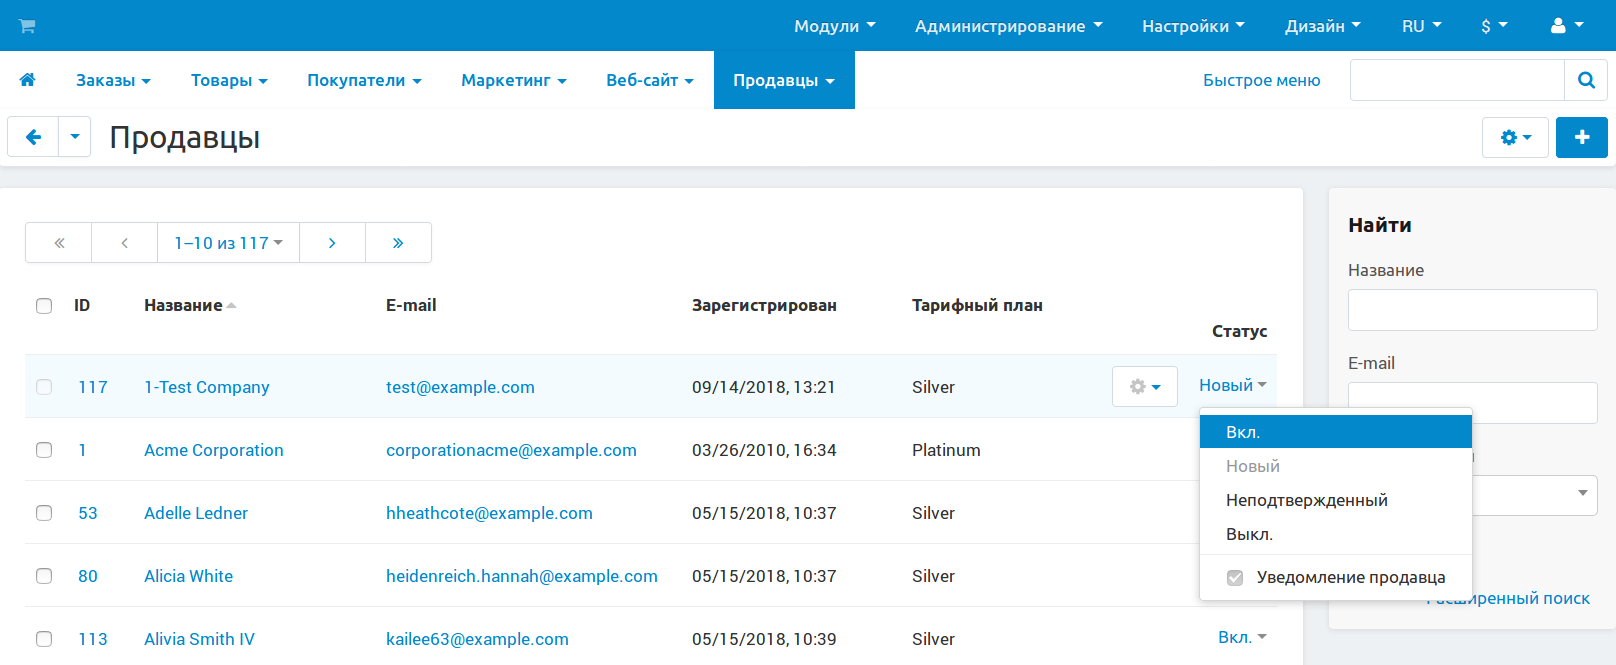 Модули Администрирование Настройки Дизайн RU $
Заказы Товары Покупатели Маркетинг Веб-сайт Продавцы Быстрое меню
Продавцы
1–10 из 117
Найти
Название
E-mail
ID Название E-mail Зарегистрирован Тарифный план
Статус
117 1-Test Company test@example.com 09/14/2018, 13:21 Silver Новый
1 Acme Corporation corporationacme@example.com 03/26/2010, 16:34 Platinum
53 Adelle Ledner hheathcote@example.com 05/15/2018, 10:37 Silver
80 Alicia White heidenreich.hannah@example.com 05/15/2018, 10:37 Silver
113 Alivia Smith IV kailee63@example.com 05/15/2018, 10:39 Silver Вкл.
Вкл.
Новый
Неподтвержденный
Выкл.
Уведомление продавца
поиск